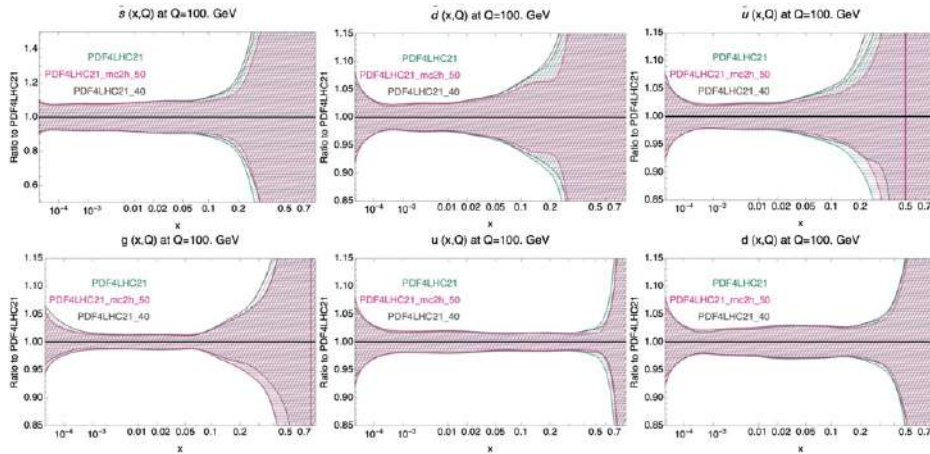 s̄ (x,Q) at Q=100. GeV
Ratio to PDF4LHC21
1.4
1.2
1.0
0.8
0.6
PDF4LHC21
PDF4LHC21_mc2h_50
PDF4LHC21_40
10⁻⁴ 10⁻³ 0.01 0.02 0.05 0.1 0.2 0.5 0.7
x
d̄ (x,Q) at Q=100. GeV
Ratio to PDF4LHC21
1.15
1.10
1.05
1.00
0.95
0.90
0.85
PDF4LHC21
PDF4LHC21_mc2h_50
PDF4LHC21_40
10⁻⁴ 10⁻³ 0.01 0.02 0.05 0.1 0.2 0.5 0.7
x
ū (x,Q) at Q=100. GeV
Ratio to PDF4LHC21
1.15
1.10
1.05
1.00
0.95
0.90
0.85
PDF4LHC21
PDF4LHC21_mc2h_50
PDF4LHC21_40
10⁻⁴ 10⁻³ 0.01 0.02 0.05 0.1 0.2 0.5 0.7
x
g (x,Q) at Q=100. GeV
Ratio to PDF4LHC21
1.15
1.10
1.05
1.00
0.95
0.90
0.85
PDF4LHC21
PDF4LHC21_mc2h_50
PDF4LHC21_40
10⁻⁴ 10⁻³ 0.01 0.02 0.05 0.1 0.2 0.5 0.7
x
u (x,Q) at Q=100. GeV
Ratio to PDF4LHC21
1.15
1.10
1.05
1.00
0.95
0.90
0.85
PDF4LHC21
PDF4LHC21_mc2h_50
PDF4LHC21_40
10⁻⁴ 10⁻³ 0.01 0.02 0.05 0.1 0.2 0.5 0.7
x
d (x,Q) at Q=100. GeV
Ratio to PDF4LHC21
1.15
1.10
1.05
1.00
0.95
0.90
0.85
PDF4LHC21
PDF4LHC21_mc2h_50
PDF4LHC21_40
10⁻⁴ 10⁻³ 0.01 0.02 0.05 0.1 0.2 0.5 0.7
x